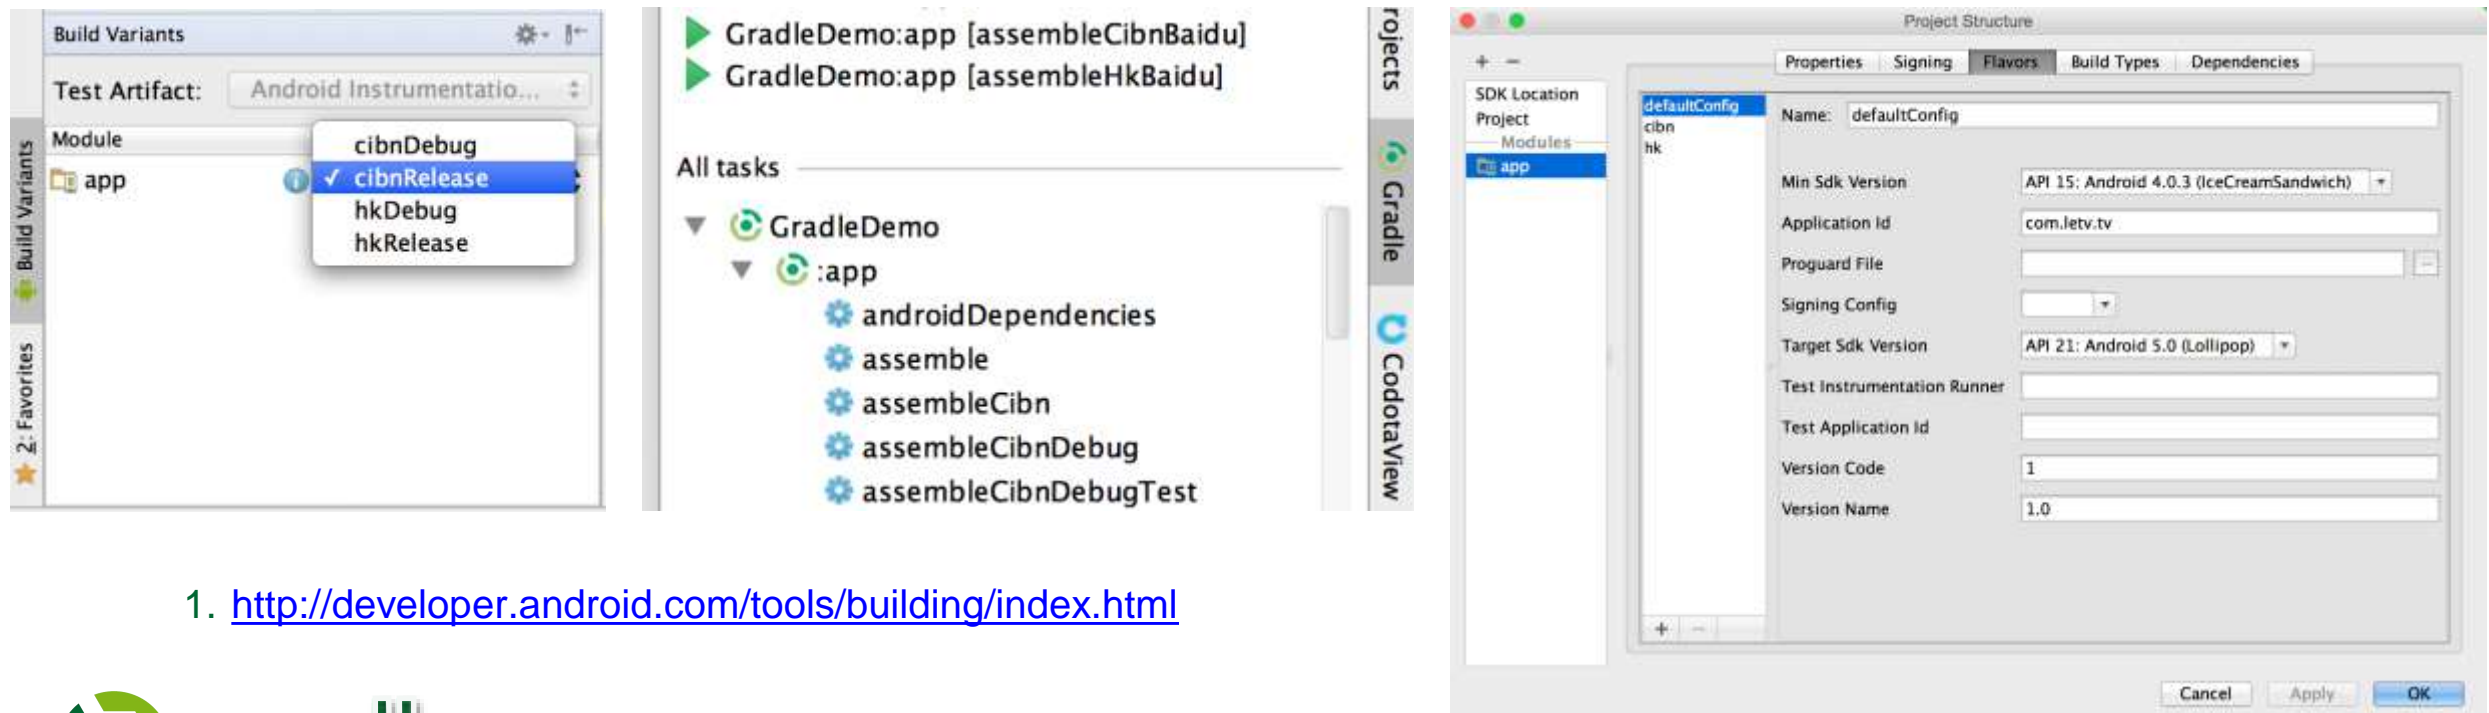 Build Variants
Test Artifact: Android Instrumentatio...
Module
app
cibnDebug
✓ cibnRelease
hkDebug
hkRelease
Build Variants
2: Favorites
GradleDemo:app [assembleCibnBaidu]
GradleDemo:app [assembleHkBaidu]
All tasks
GradleDemo
:app
androidDependencies
assemble
assembleCibn
assembleCibnDebug
assembleCibnDebugTest
rojects
Gradle
CodotaView
Project Structure
+ −
SDK Location
Project
Modules
app
Properties Signing Flavors Build Types Dependencies
defaultConfig
cibn
hk
Name: defaultConfig
Min Sdk Version API 15: Android 4.0.3 (IceCreamSandwich)
Application Id com.letv.tv
Proguard File ...
Signing Config
Target Sdk Version API 21: Android 5.0 (Lollipop)
Test Instrumentation Runner
Test Application Id
Version Code 1
Version Name 1.0
+ −
Cancel Apply OK
1. http://developer.android.com/tools/building/index.html